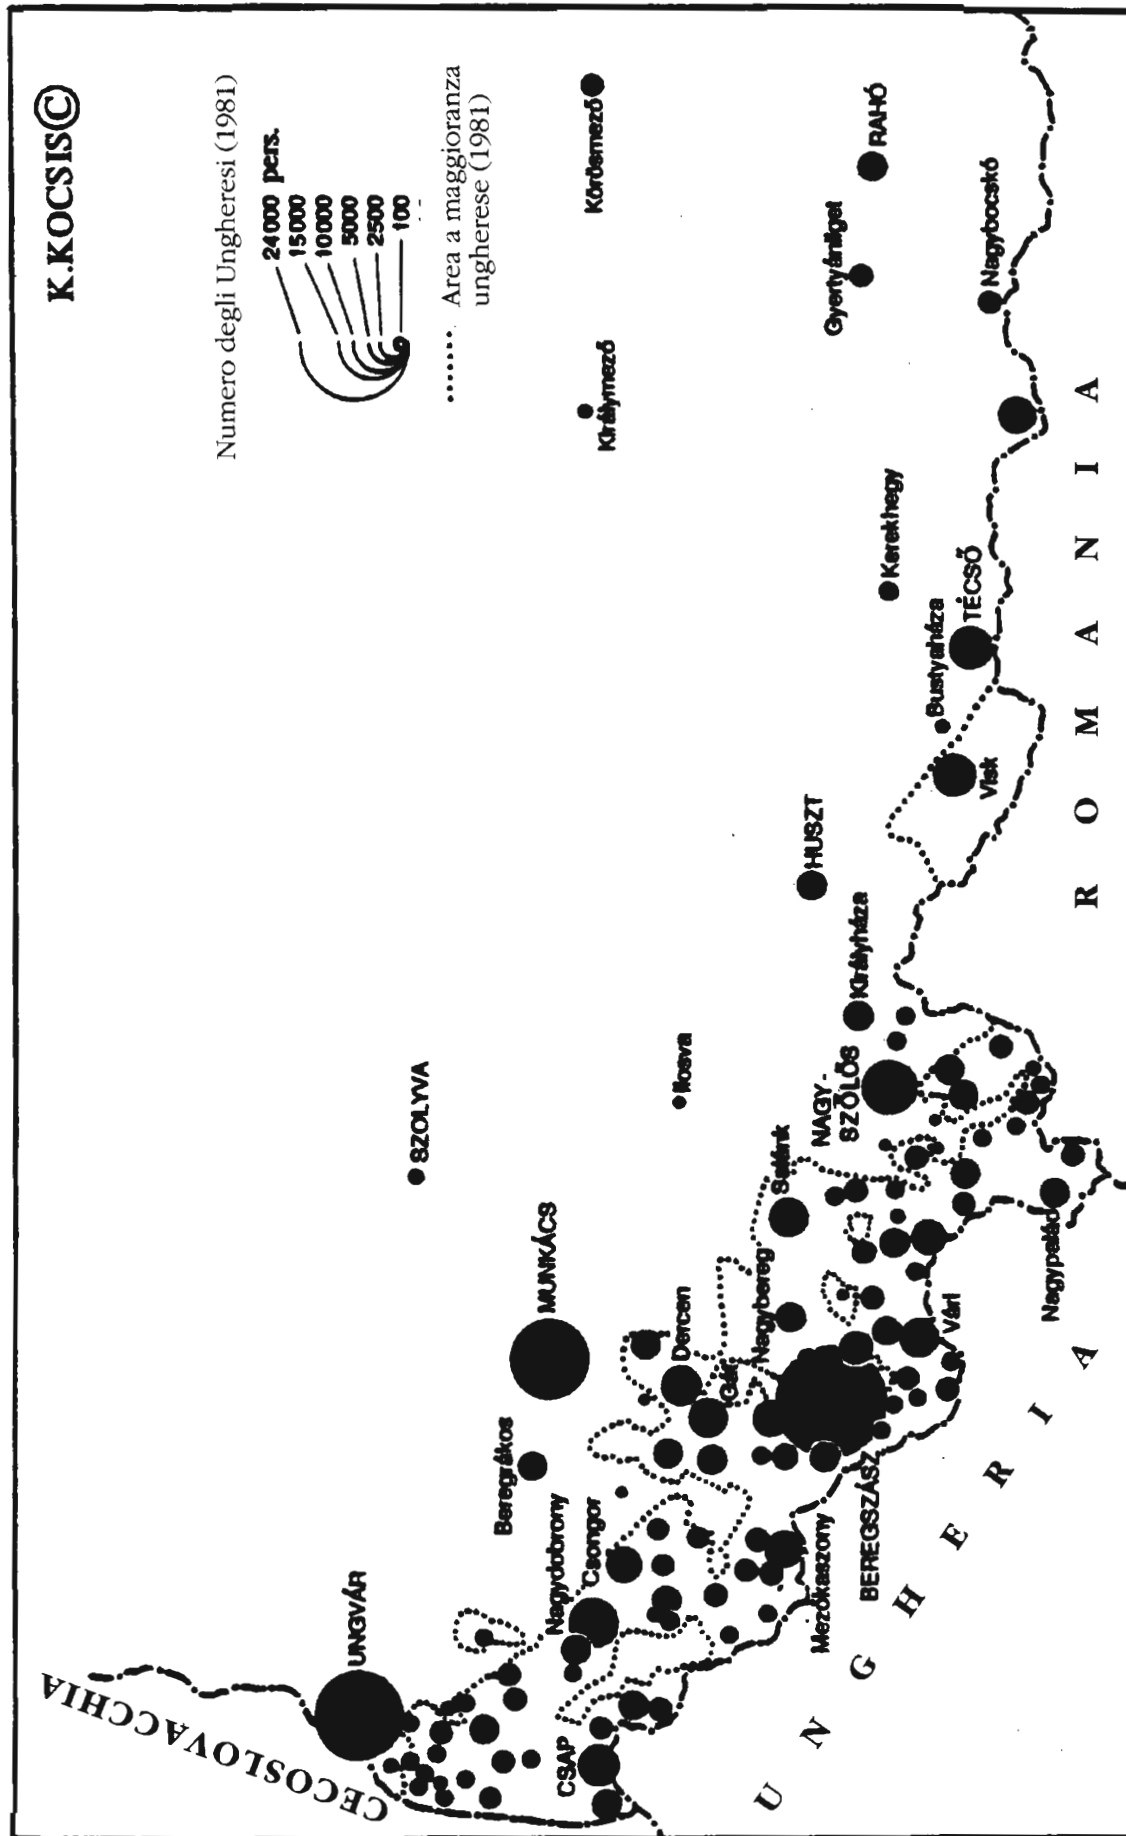 K.KOCSIS©
Numero degli Ungheresi (1981)
24000 pers.
15000
10000
5000
2500
100
Area a maggioranza
ungherese (1981)
CECOSLOVACCHIA
UNGVÁR
MUNKÁCS
SZOLYVA
Királymező
Kőrösmező
Beregrákos
Nagydobrony
Csongor
CSAP
Dercen
Gát
Nagybereg
Salánk
Ilosva
NAGY-
SZŐLŐS
Királyháza
HUSZT
Kerekhegy
Gyertyánliget
RAHÓ
Nagybocskó
Bustyaháza
TÉCSŐ
Visk
Mezőkaszony
BEREGSZÁSZ
Vári
Nagypalád
UNGHERIA
ROMANIA